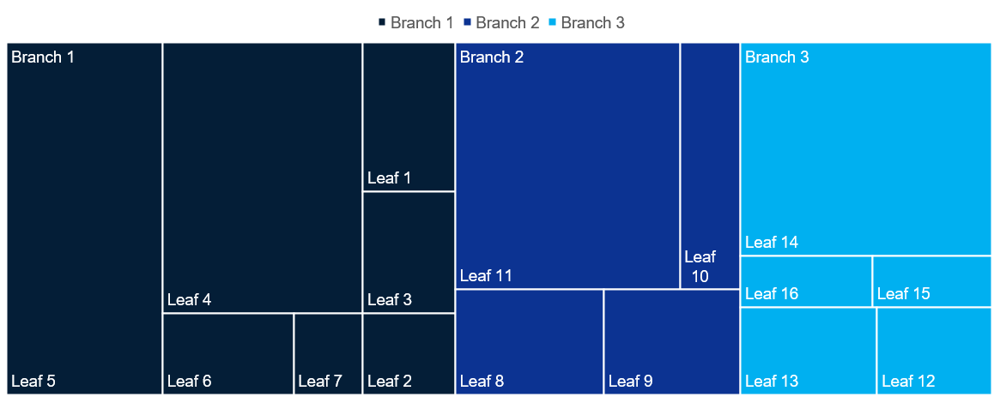 Branch 1 Branch 2 Branch 3
Branch 1
Branch 2
Branch 3
Leaf 1
Leaf 14
Leaf
10
Leaf 11
Leaf 4
Leaf 3
Leaf 16
Leaf 15
Leaf 5
Leaf 6
Leaf 7
Leaf 2
Leaf 8
Leaf 9
Leaf 13
Leaf 12